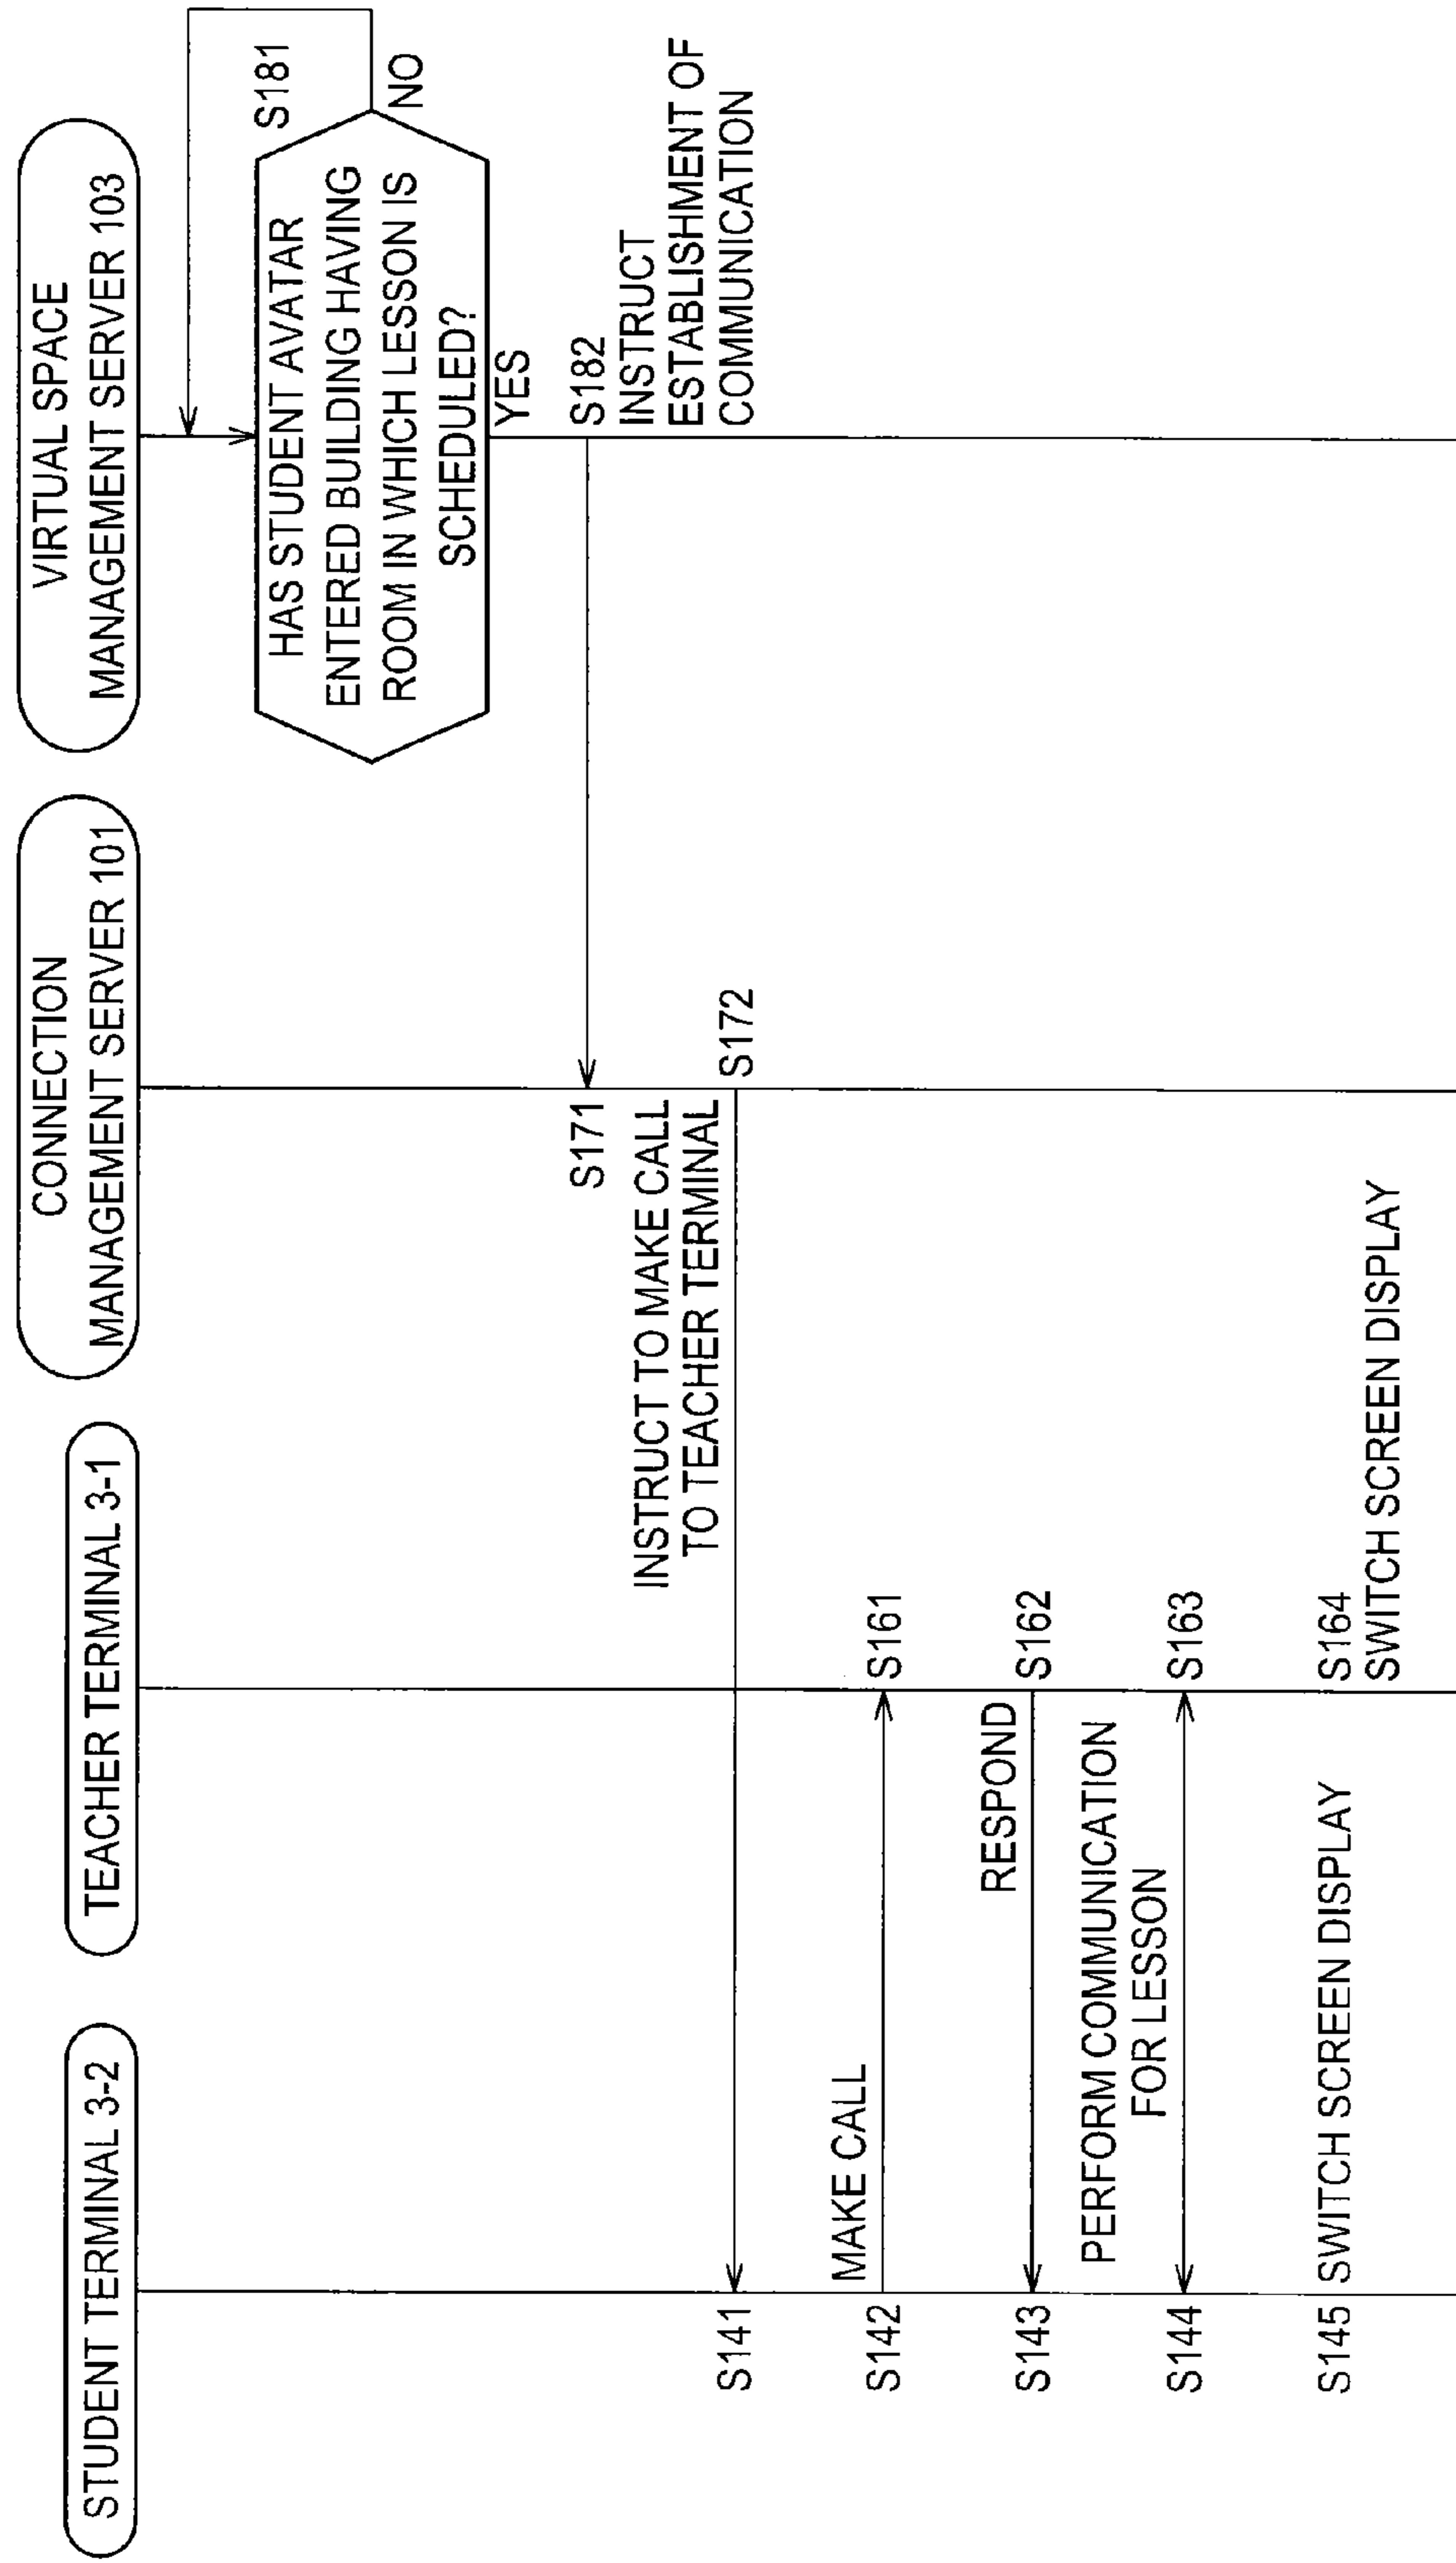 STUDENT TERMINAL 3-2
TEACHER TERMINAL 3-1
CONNECTION
MANAGEMENT SERVER 101
VIRTUAL SPACE
MANAGEMENT SERVER 103
S181
HAS STUDENT AVATAR
ENTERED BUILDING HAVING
ROOM IN WHICH LESSON IS
SCHEDULED?
NO
YES
S171
S182
INSTRUCT
ESTABLISHMENT OF
COMMUNICATION
INSTRUCT TO MAKE CALL
TO TEACHER TERMINAL
S141
S172
MAKE CALL
S142
S161
RESPOND
S143
S162
PERFORM COMMUNICATION
FOR LESSON
S144
S163
S145 SWITCH SCREEN DISPLAY
S164
SWITCH SCREEN DISPLAY